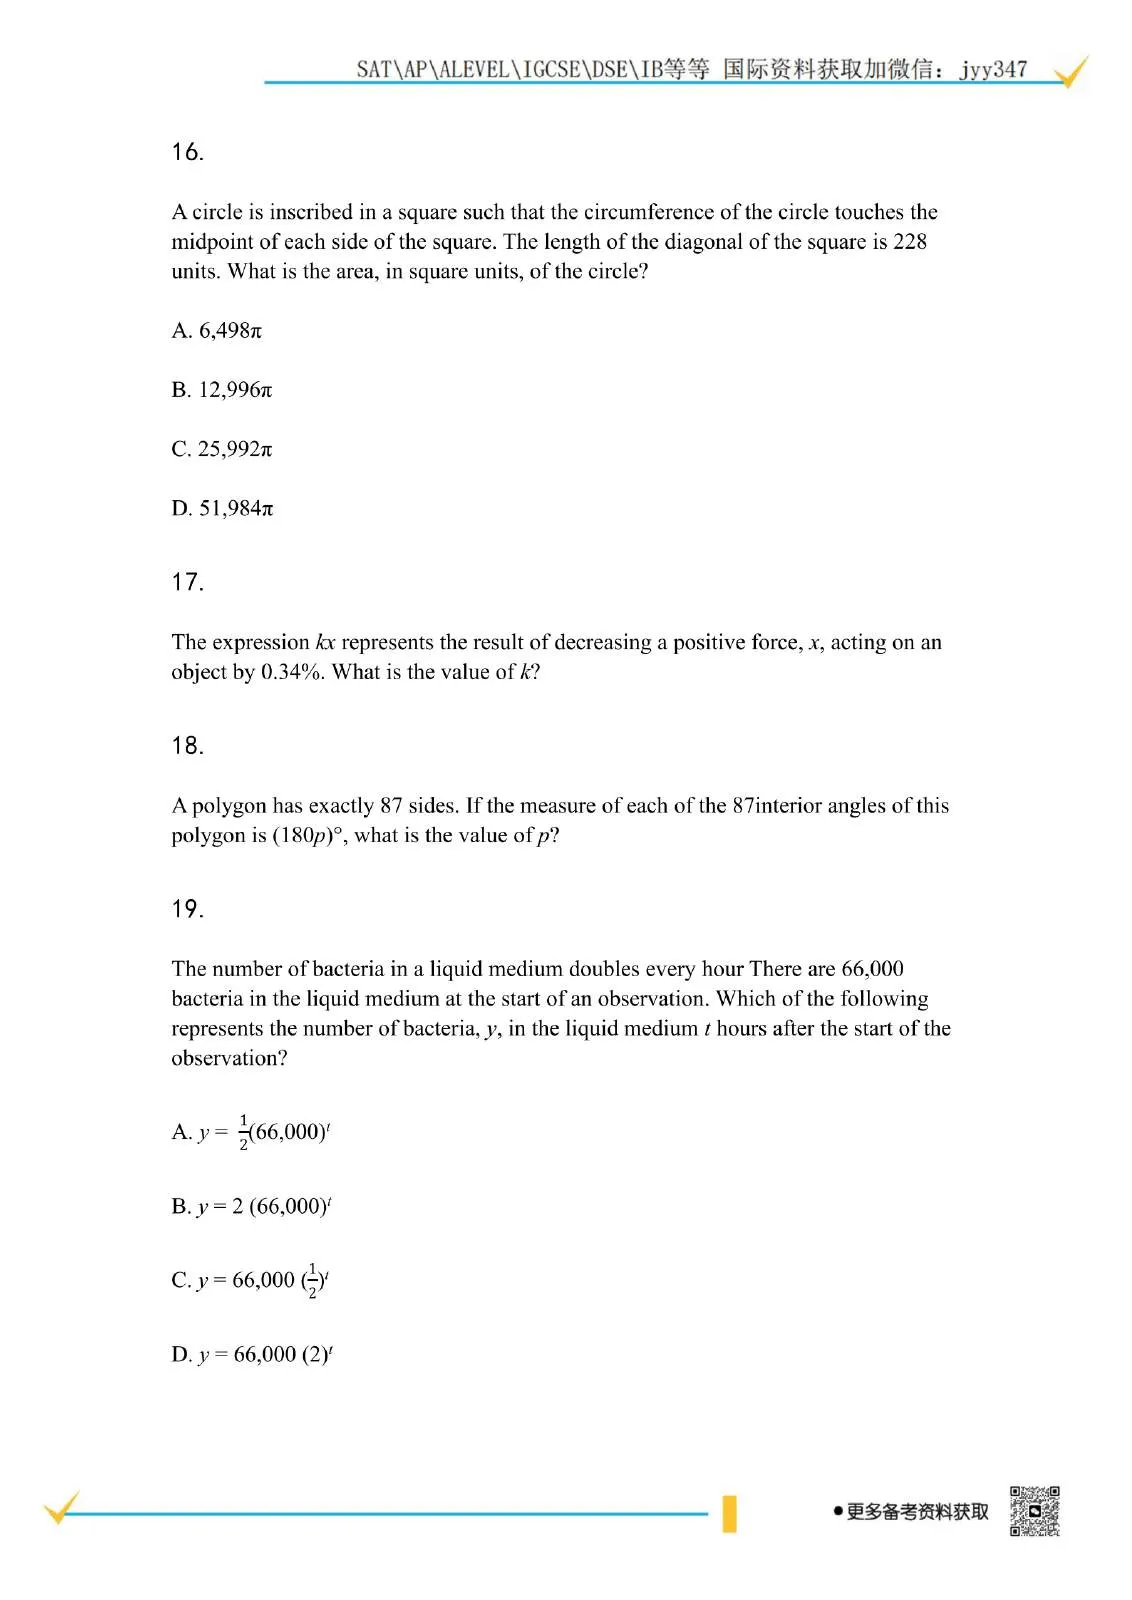 SAT\AP\ALEVEL\IGCSE\DSE\IB等等 国际资料获取加微信：jyy347
16.
A circle is inscribed in a square such that the circumference of the circle touches the
midpoint of each side of the square. The length of the diagonal of the square is 228
units. What is the area, in square units, of the circle?
A. 6,498π
B. 12,996π
C. 25,992π
D. 51,984π
17.
The expression kx represents the result of decreasing a positive force, x, acting on an
object by 0.34%. What is the value of k?
18.
A polygon has exactly 87 sides. If the measure of each of the 87interior angles of this
polygon is (180p)°, what is the value of p?
19.
The number of bacteria in a liquid medium doubles every hour There are 66,000
bacteria in the liquid medium at the start of an observation. Which of the following
represents the number of bacteria, y, in the liquid medium t hours after the start of the
observation?
A. y = 1/2(66,000)^t
B. y = 2 (66,000)^t
C. y = 66,000 (1/2)^t
D. y = 66,000 (2)^t
●更多备考资料获取